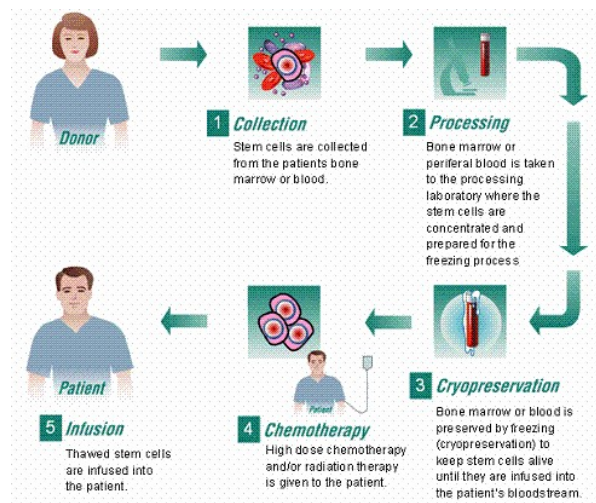 Donor
1 Collection
Stem cells are collected
from the patients bone
marrow or blood.
2 Processing
Bone marrow or
periferal blood is taken
to the processing
laboratory where the
stem cells are
concentrated and
prepared for the
freezing process
3 Cryopreservation
Bone marrow or blood is
preserved by freezing
(cryopreservation) to
keep stem cells alive
until they are infused into
the patient's bloodstream.
Patient
4 Chemotherapy
High dose chemotherapy
and/or radiation therapy
is given to the patient.
Patient
5 Infusion
Thawed stem cells
are infused into
the patient.